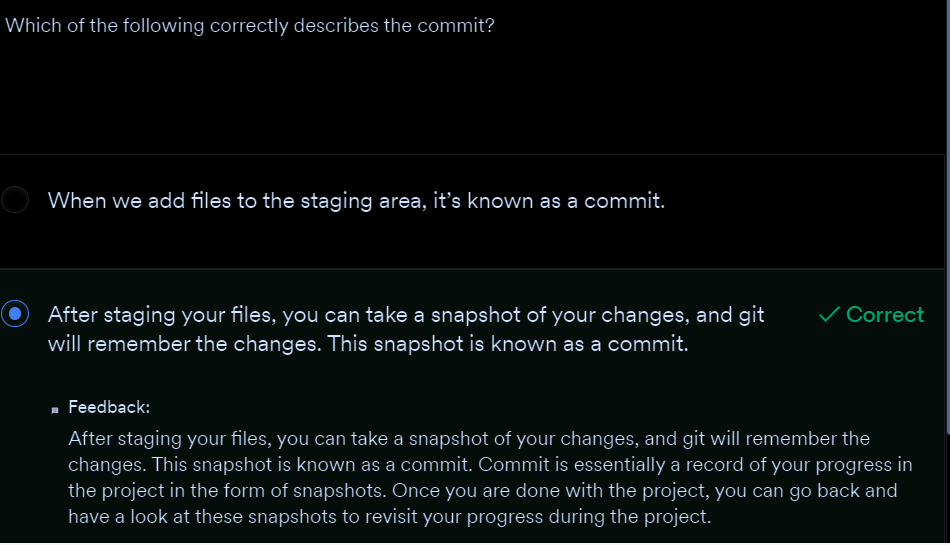 Which of the following correctly describes the commit?
When we add files to the staging area, it’s known as a commit.
After staging your files, you can take a snapshot of your changes, and git
will remember the changes. This snapshot is known as a commit.
Correct
Feedback:
After staging your files, you can take a snapshot of your changes, and git will remember the
changes. This snapshot is known as a commit. Commit is essentially a record of your progress in
the project in the form of snapshots. Once you are done with the project, you can go back and
have a look at these snapshots to revisit your progress during the project.